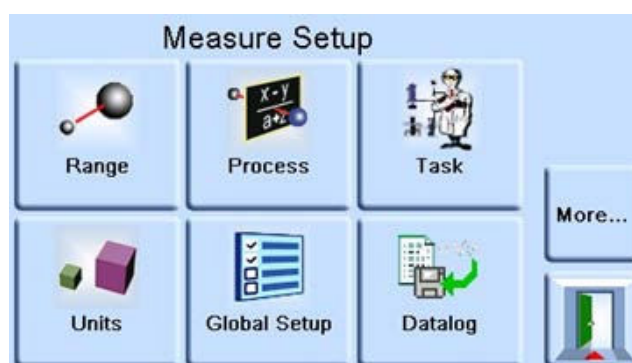 Measure Setup
x-y
a+z
Range
Process
Task
More...
Units
Global Setup
Datalog